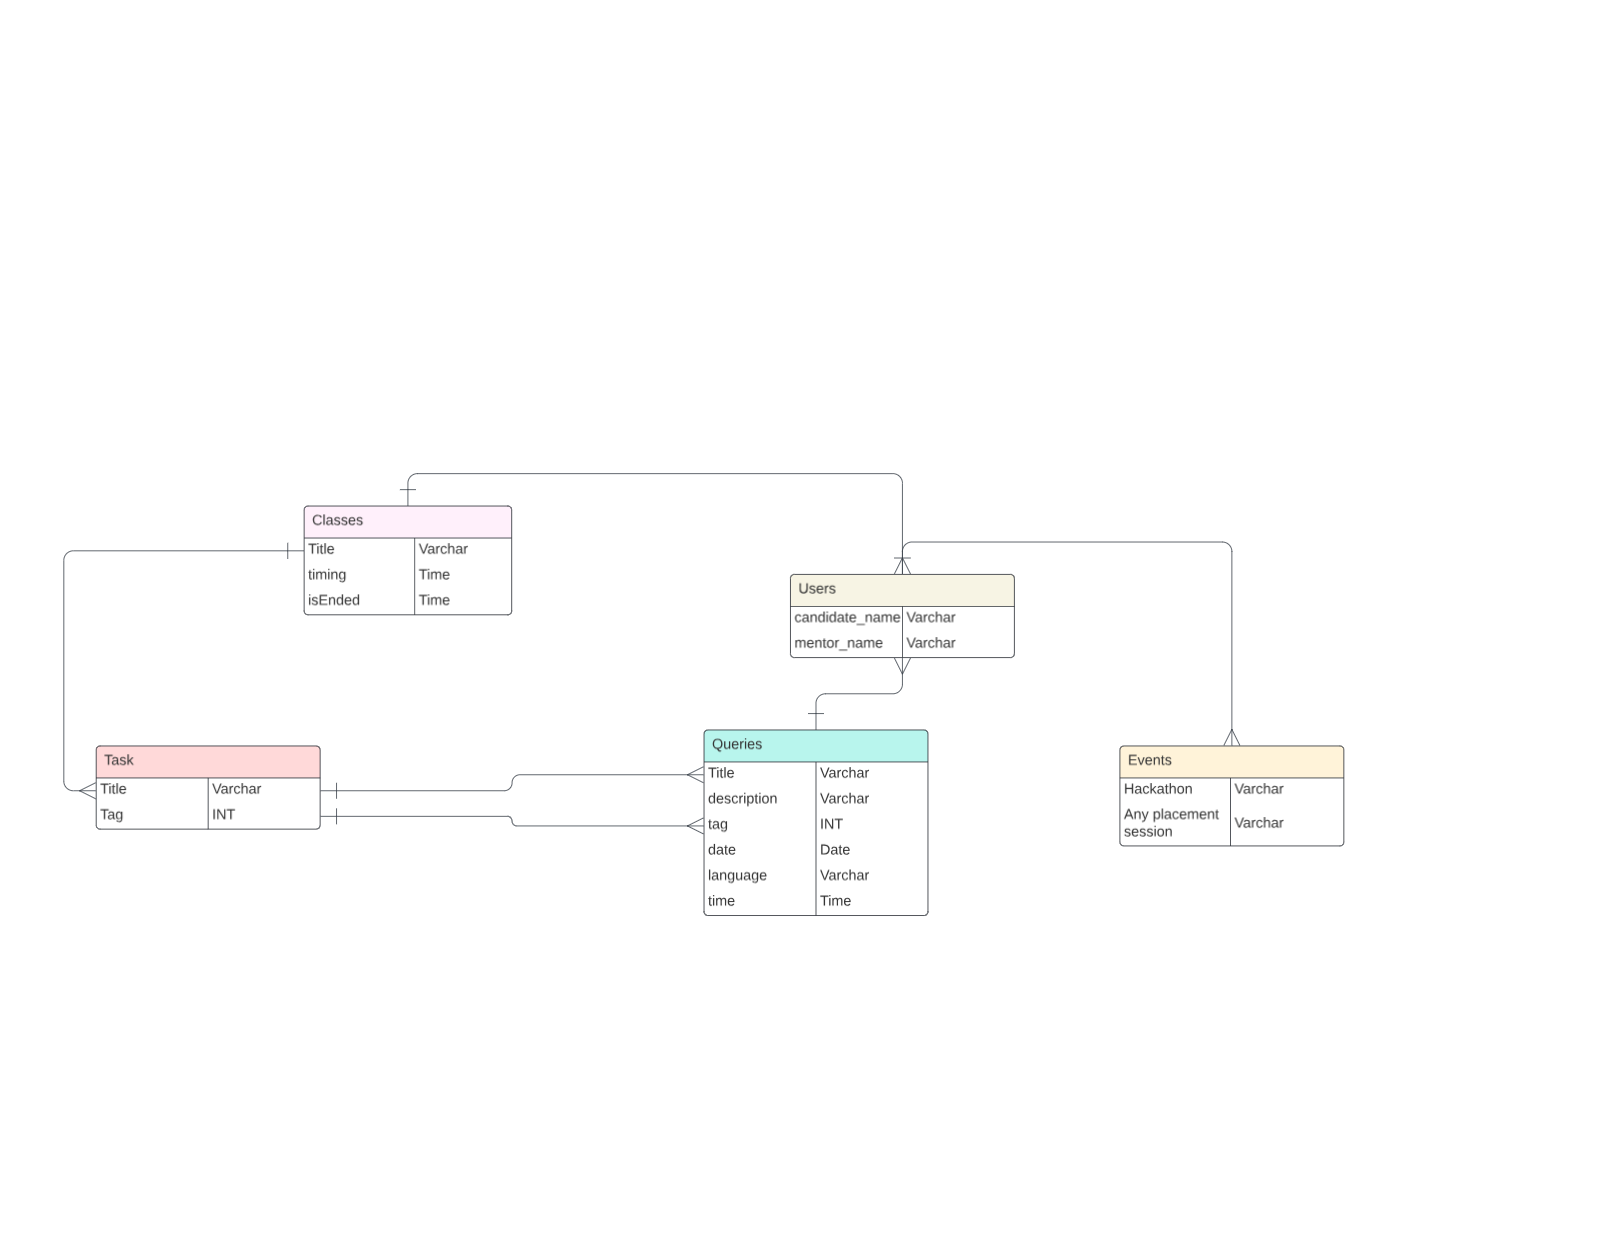 Classes
Title Varchar
timing Time
isEnded Time
Users
candidate_name Varchar
mentor_name Varchar
Task
Title Varchar
Tag INT
Queries
Title Varchar
description Varchar
tag INT
date Date
language Varchar
time Time
Events
Hackathon Varchar
Any placement
session Varchar